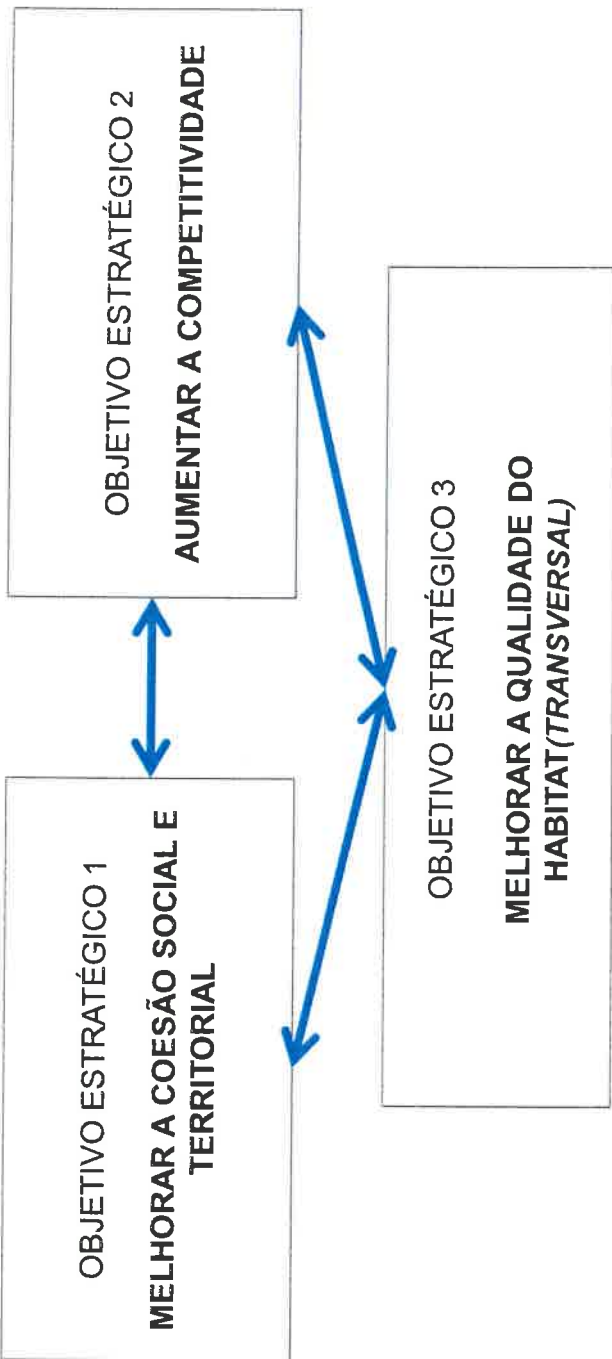 OBJETIVO ESTRATÉGICO 1
MELHORAR A COESÃO SOCIAL E
TERRITORIAL
OBJETIVO ESTRATÉGICO 2
AUMENTAR A COMPETITIVIDADE
OBJETIVO ESTRATÉGICO 3
MELHORAR A QUALIDADE DO
HABITAT(TRANSVERSAL)